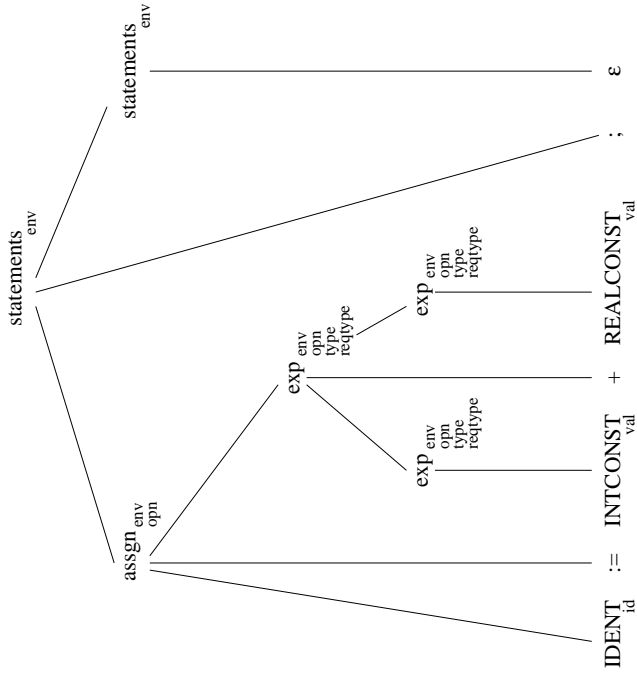 statements env
statements env
assgn env
opn
exp env
opn
type
reqtype
exp env
opn
type
reqtype
exp env
opn
type
reqtype
IDENT id
:=
INTCONST val
+
REALCONST val
;
ε